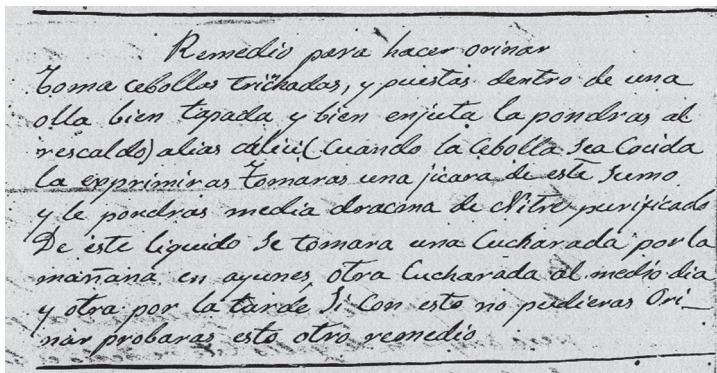 Remedio para hacer orinar
Toma cebollas trichadas, y puestas dentro de una
olla bien tapada y bien enjuta la pondras al
rescaldo) alias caliu( Cuando la Cebolla sea Cocida
la exprimiras tomaras una jicara de este sumo
y le pondras media dracma de Nitro purificado
De este liquido se tomara una Cucharada por la
mañana en ayunes, otra Cucharada al medio dia
y otra por la tarde, Si con esto no pudieras Ori_
nar probaras esto otro remedio